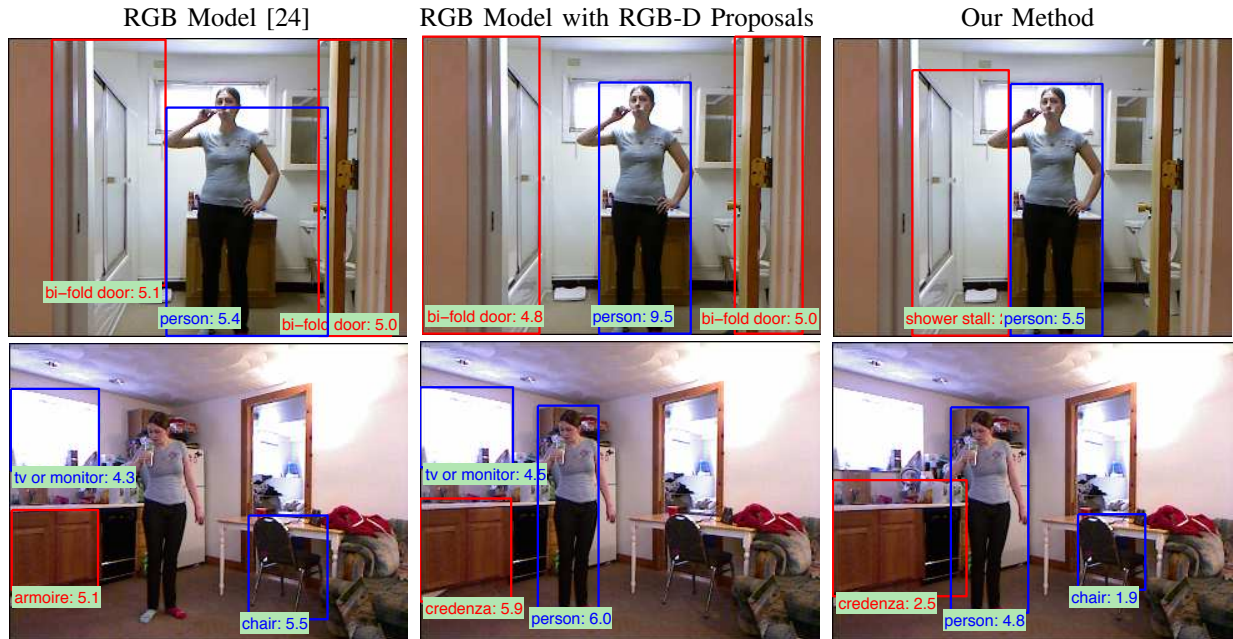 RGB Model [24]
RGB Model with RGB-D Proposals
Our Method
bi-fold door: 5.1
person: 5.4
bi-fold door: 5.0
bi-fold door: 4.8
person: 9.5
bi-fold door: 5.0
shower stall:
person: 5.5
tv or monitor: 4.3
armoire: 5.1
chair: 5.5
tv or monitor: 4.5
credenza: 5.9
person: 6.0
credenza: 2.5
person: 4.8
chair: 1.9